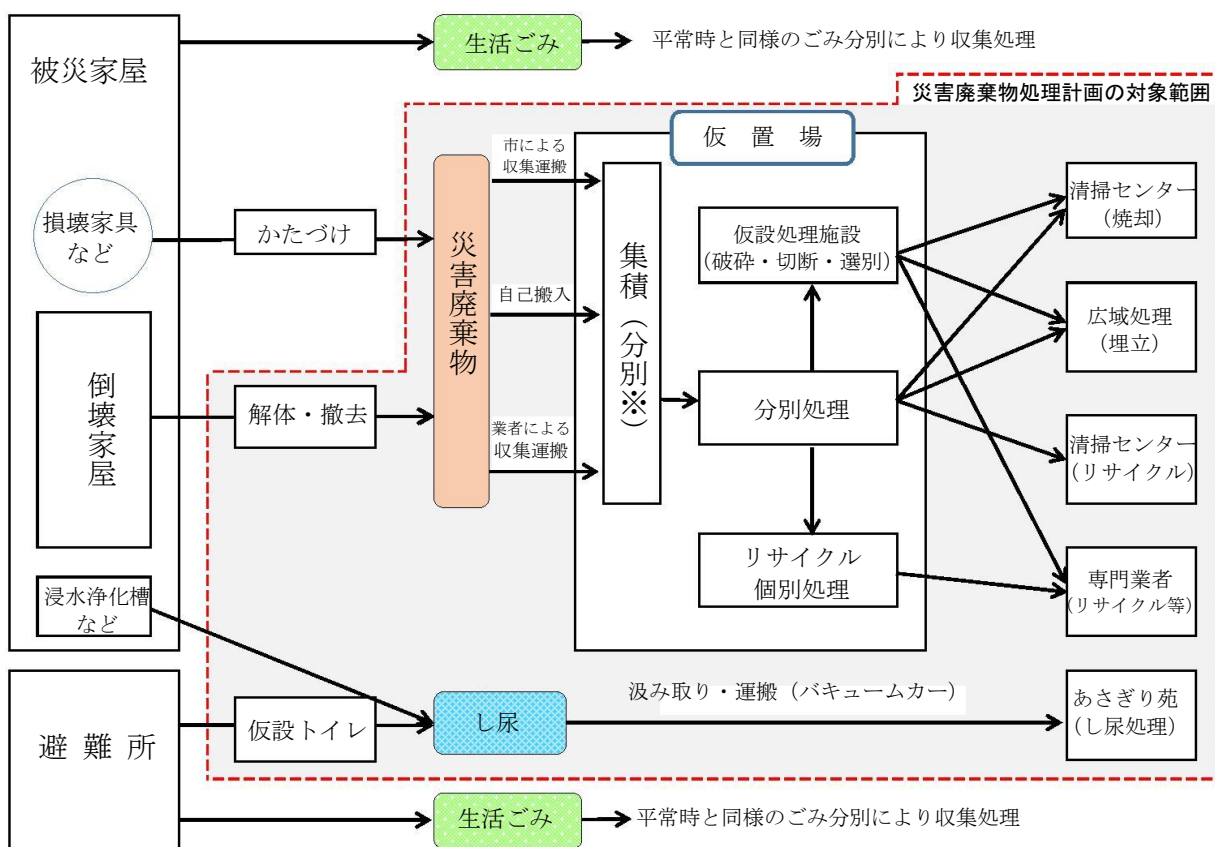 生活ごみ
平常時と同様のごみ分別により収集処理
被災家屋
災害廃棄物処理計画の対象範囲
仮 置 場
損壊家具
など
かたづけ
災害廃棄物
市による
収集運搬
自己搬入
業者による
収集運搬
集積（分別※）
仮設処理施設
(破砕・切断・選別)
分別処理
リサイクル
個別処理
清掃センター
(焼却)
広域処理
(埋立)
清掃センター
(リサイクル)
専門業者
(リサイクル等)
倒壊家屋
解体・撤去
浸水浄化槽
など
避 難 所
仮設トイレ
し尿
汲み取り・運搬（バキュームカー）
あさぎり苑
(し尿処理)
生活ごみ
平常時と同様のごみ分別により収集処理